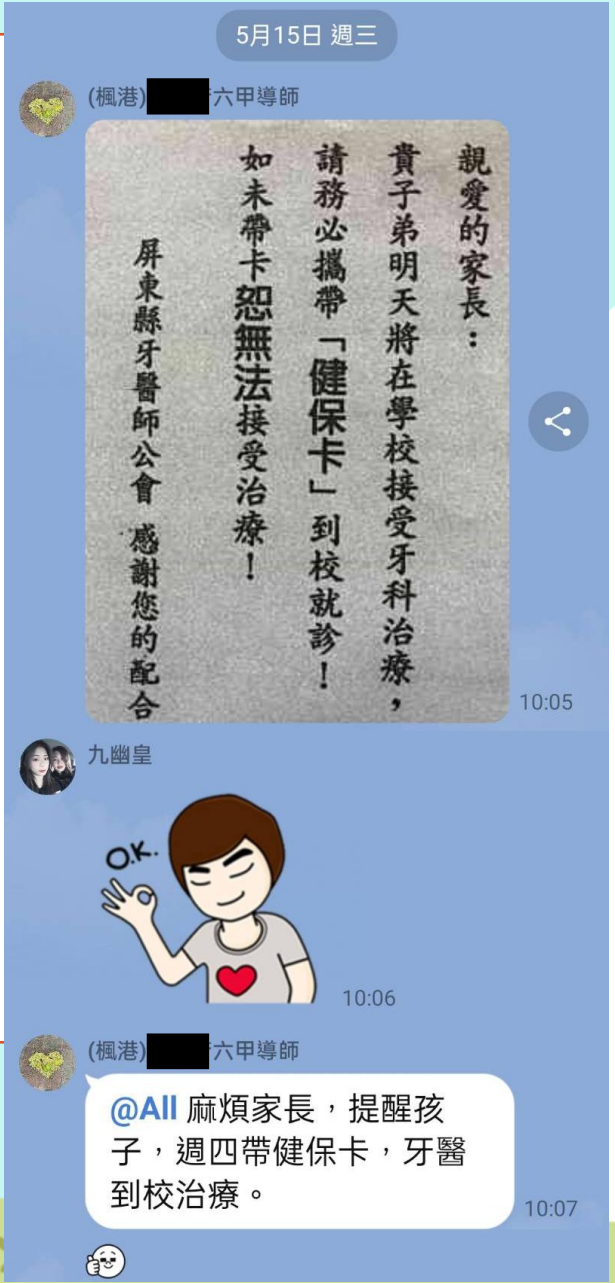 5月15日 週三
(楓港) 六甲導師
親愛的家長：
貴子弟明天將在學校接受牙科治療，
請務必攜帶「健保卡」到校就診！
如未帶卡恕無法接受治療！
屏東縣牙醫師公會 感謝您的配合
10:05
九幽皇
O.K.
10:06
(楓港) 六甲導師
@All 麻煩家長，提醒孩
子，週四帶健保卡，牙醫
到校治療。
10:07